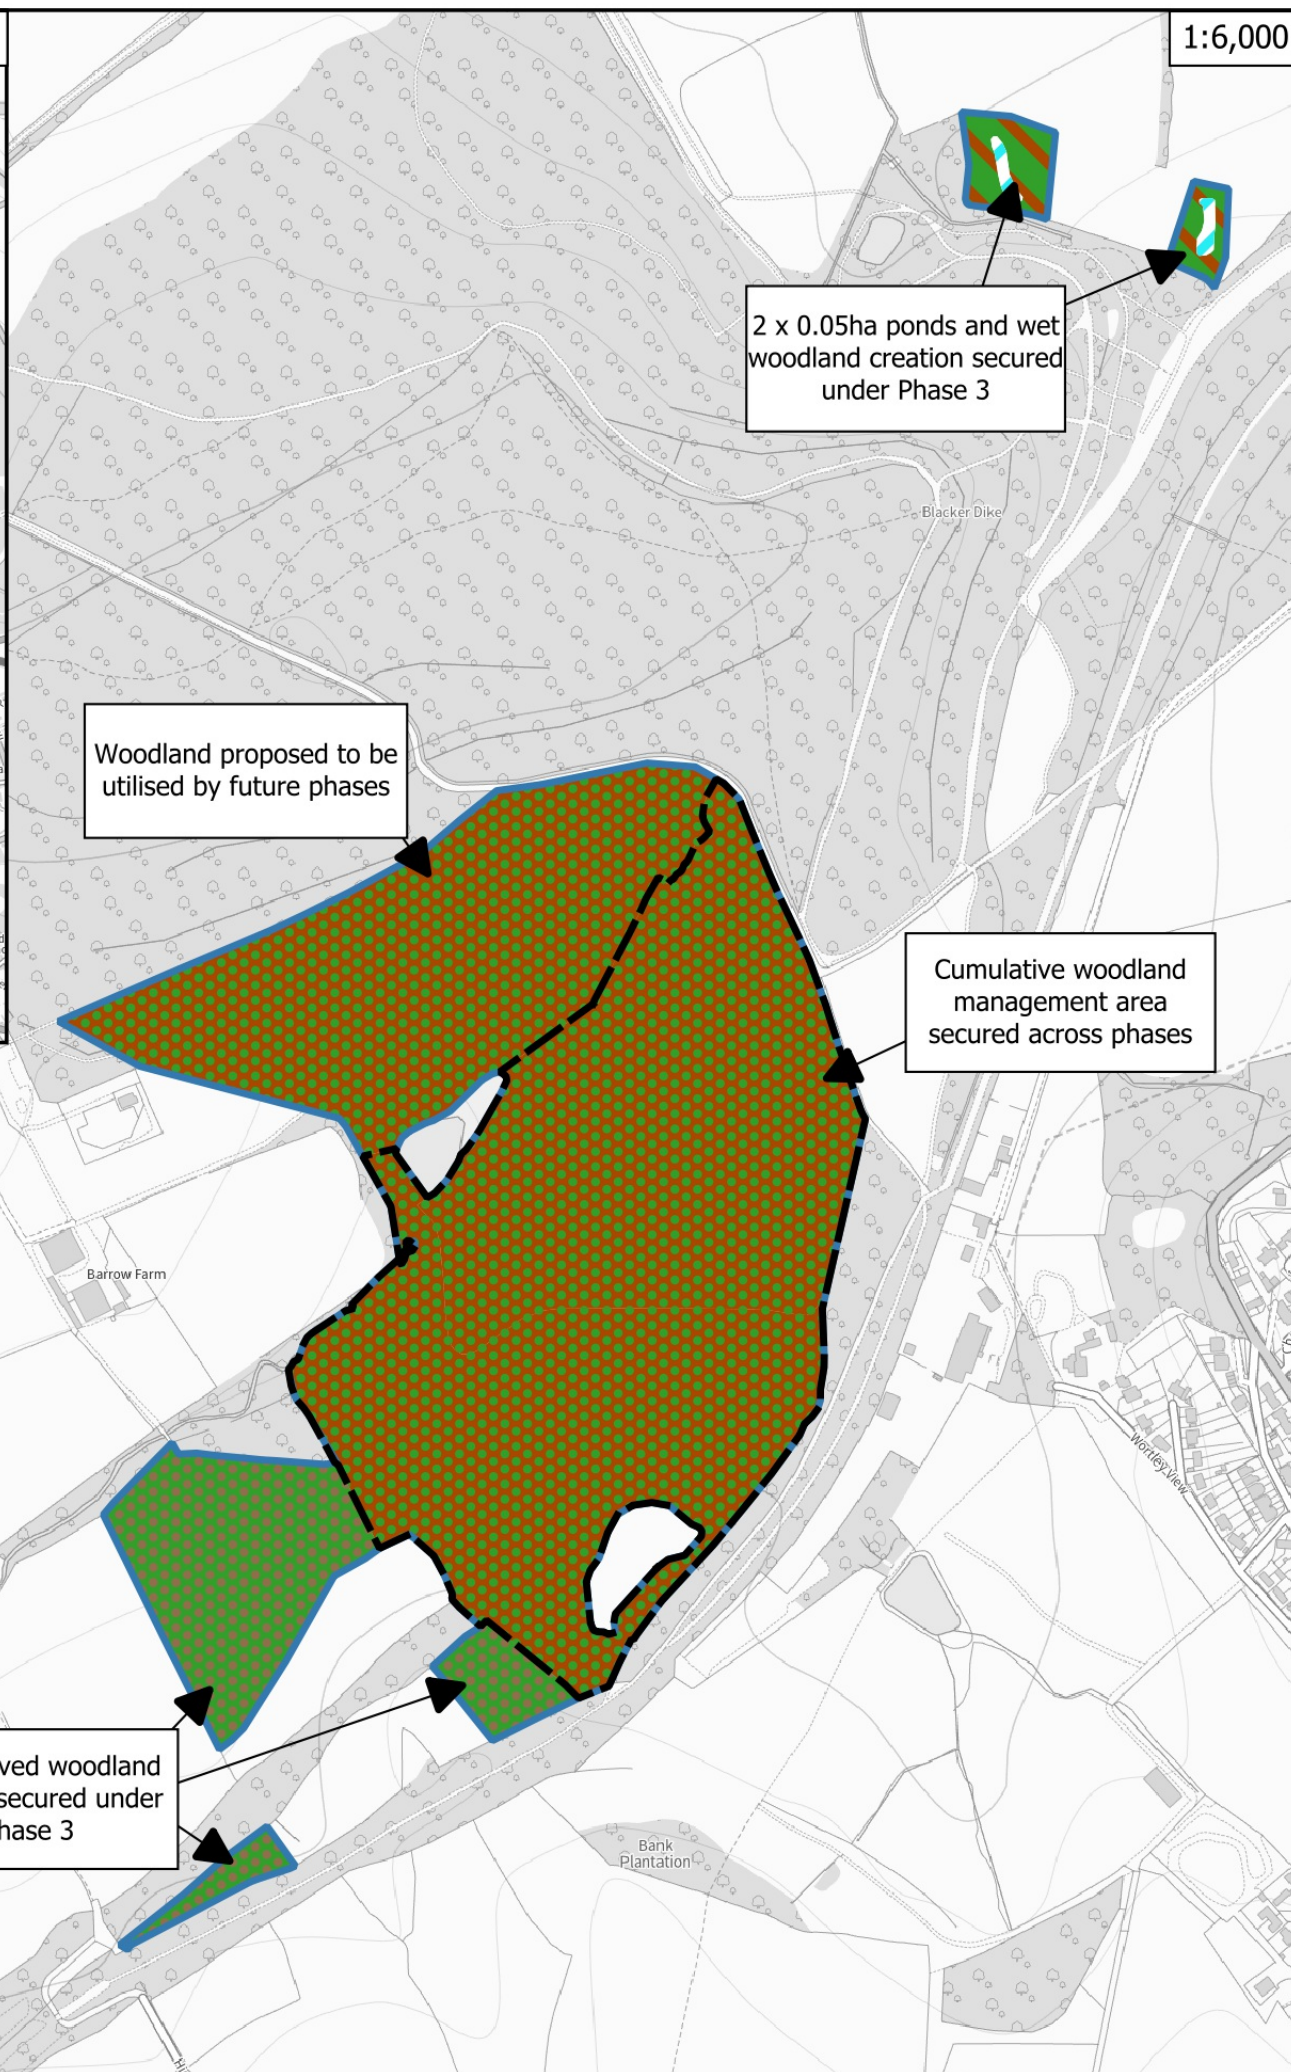 1:6,000
2 x 0.05ha ponds and wet
woodland creation secured
under Phase 3
Blacker Dike
Woodland proposed to be
utilised by future phases
Cumulative woodland
management area
secured across phases
Barrow Farm
Wortley View
ved woodland
secured under
hase 3
Bank
Plantation